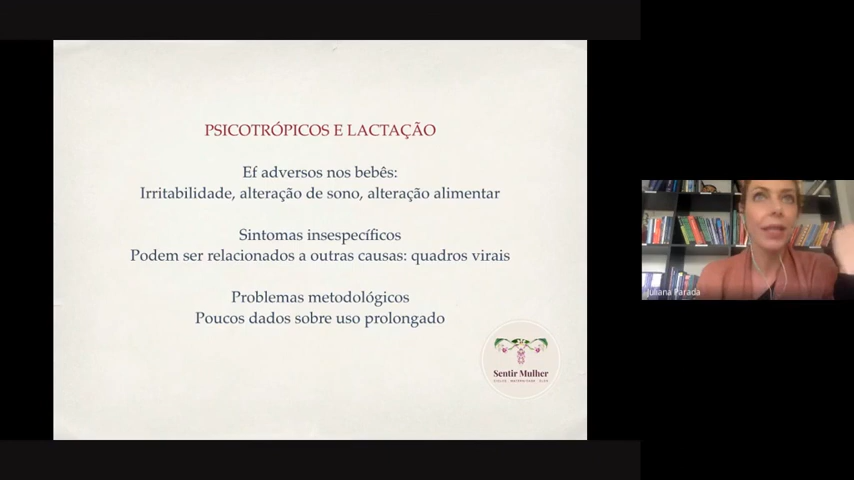 PSICOTRÓPICOS E LACTAÇÃO
Ef adversos nos bebês:
Irritabilidade, alteração de sono, alteração alimentar
Sintomas insespecíficos
Podem ser relacionados a outras causas: quadros virais
Problemas metodológicos
Poucos dados sobre uso prolongado
Sentir Mulher
Juliana Parada